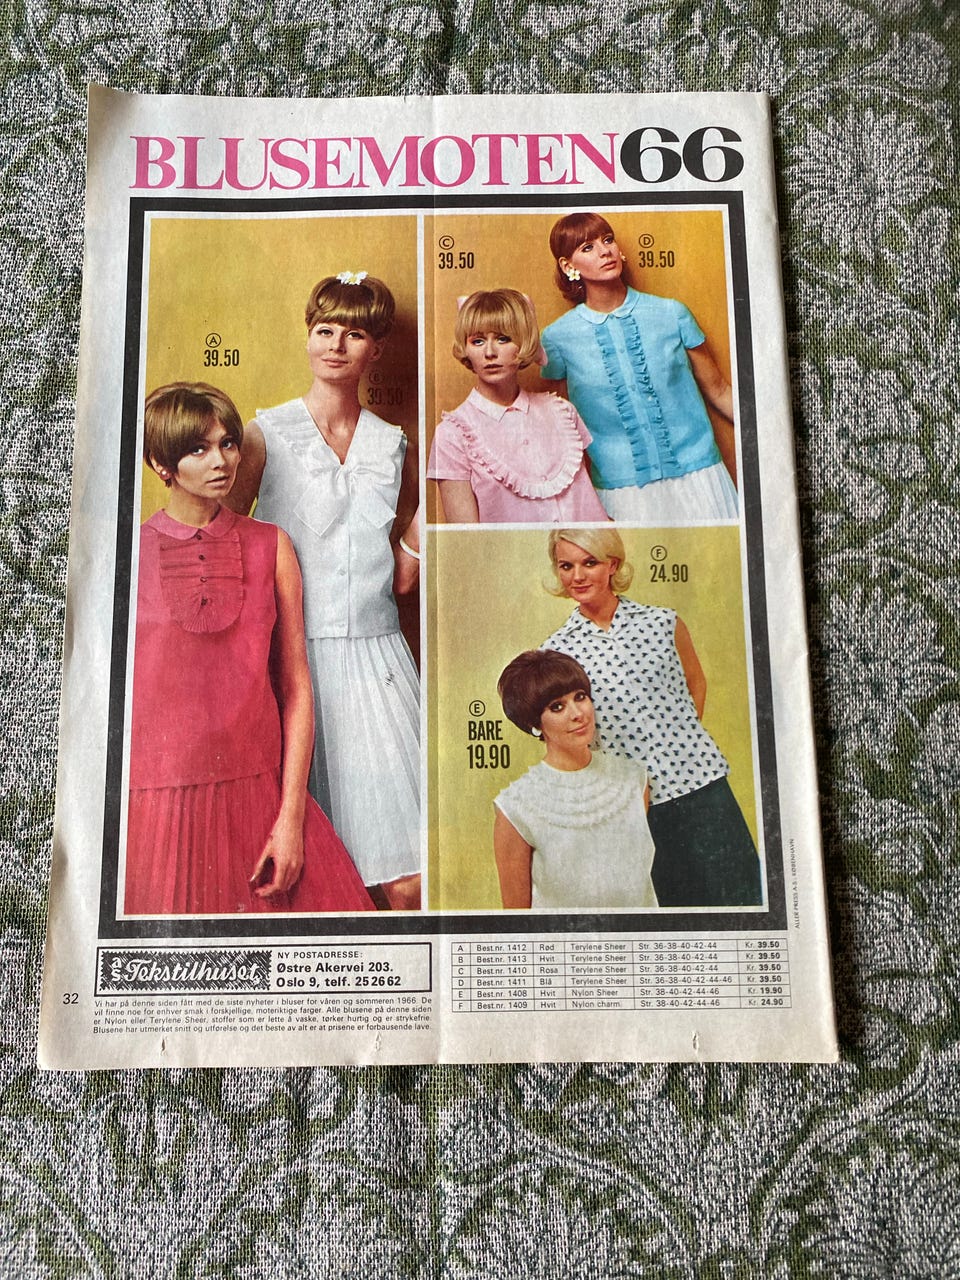 BLUSEMOTEN66
Ⓐ
39.50
Ⓑ
39.50
Ⓒ
39.50
Ⓓ
39.50
Ⓕ
24.90
Ⓔ
BARE
19.90
ALLER PRESS A-S - KØBENHAVN
Tekstilhuset
NY POSTADRESSE:
Østre Akervei 203.
Oslo 9, telf. 252662
A Best.nr. 1412 Rød Terylene Sheer Str. 36-38-40-42-44 Kr. 39.50
B Best.nr. 1413 Hvit Terylene Sheer Str. 36-38-40-42-44 Kr. 39.50
C Best.nr. 1410 Rosa Terylene Sheer Str. 36-38-40-42-44 Kr. 39.50
D Best.nr. 1411 Blå Terylene Sheer Str. 36-38-40-42-44-46 Kr. 39.50
E Best.nr. 1408 Hvit Nylon Sheer Str. 38-40-42-44-46 Kr. 19.90
F Best.nr. 1409 Hvit Nylon charm. Str. 38-40-42-44-46 Kr. 24.90
32
Vi har på denne siden fått med de siste nyheter i bluser for våren og sommeren 1966. De
vil finne noe for enhver smak i forskjellige, moteriktige farger. Alle blusene på denne siden
er Nylon eller Terylene Sheer, stoffer som er lette å vaske, tørker hurtig og er strykefrie.
Blusene har utmerket snitt og utførelse og det beste av alt er at prisene er forbausende lave.